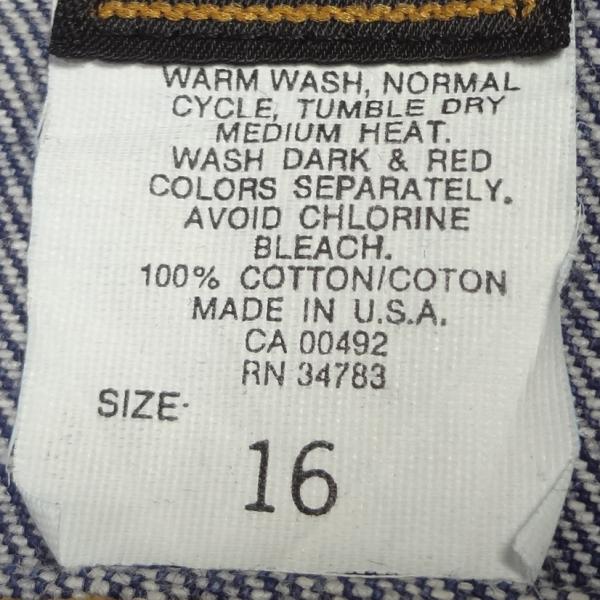 WARM WASH, NORMAL
CYCLE, TUMBLE DRY
MEDIUM HEAT.
WASH DARK & RED
COLORS SEPARATELY.
AVOID CHLORINE
BLEACH.
100% COTTON/COTON
MADE IN U.S.A.
CA 00492
RN 34783
SIZE-
16